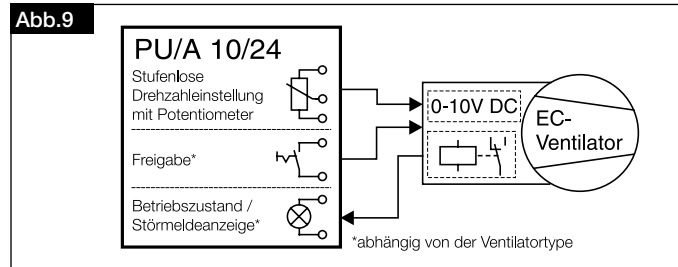 Abb.9
PU/A 10/24
Stufenlose
Drehzahleinstellung
mit Potentiometer
Freigabe*
Betriebszustand /
Störmeldeanzeige*
0-10V DC
EC-
Ventilator
*abhängig von der Ventilatortype